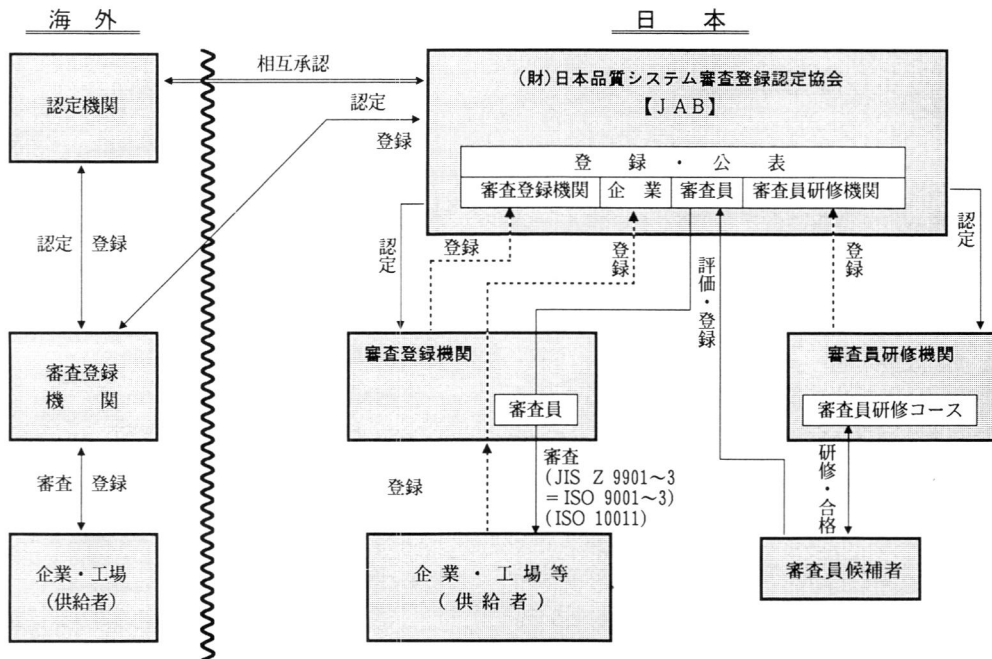 海 外
日 本
認定機関
相互承認
認定
登録
(財)日本品質システム審査登録認定協会
【JAB】
登 録 ・ 公 表
審査登録機関 企 業 審査員 審査員研修機関
認定 登録
認定
登録
登録
評価・登録
登録
認定
審査登録
機 関
審査登録機関
審査員
審査員研修機関
審査員研修コース
審査 登録
登録
審査
(JIS Z 9901〜3
=ISO 9001〜3)
(ISO 10011)
研修・合格
企業・工場
(供給者)
企 業 ・ 工 場 等
( 供 給 者 )
審査員候補者